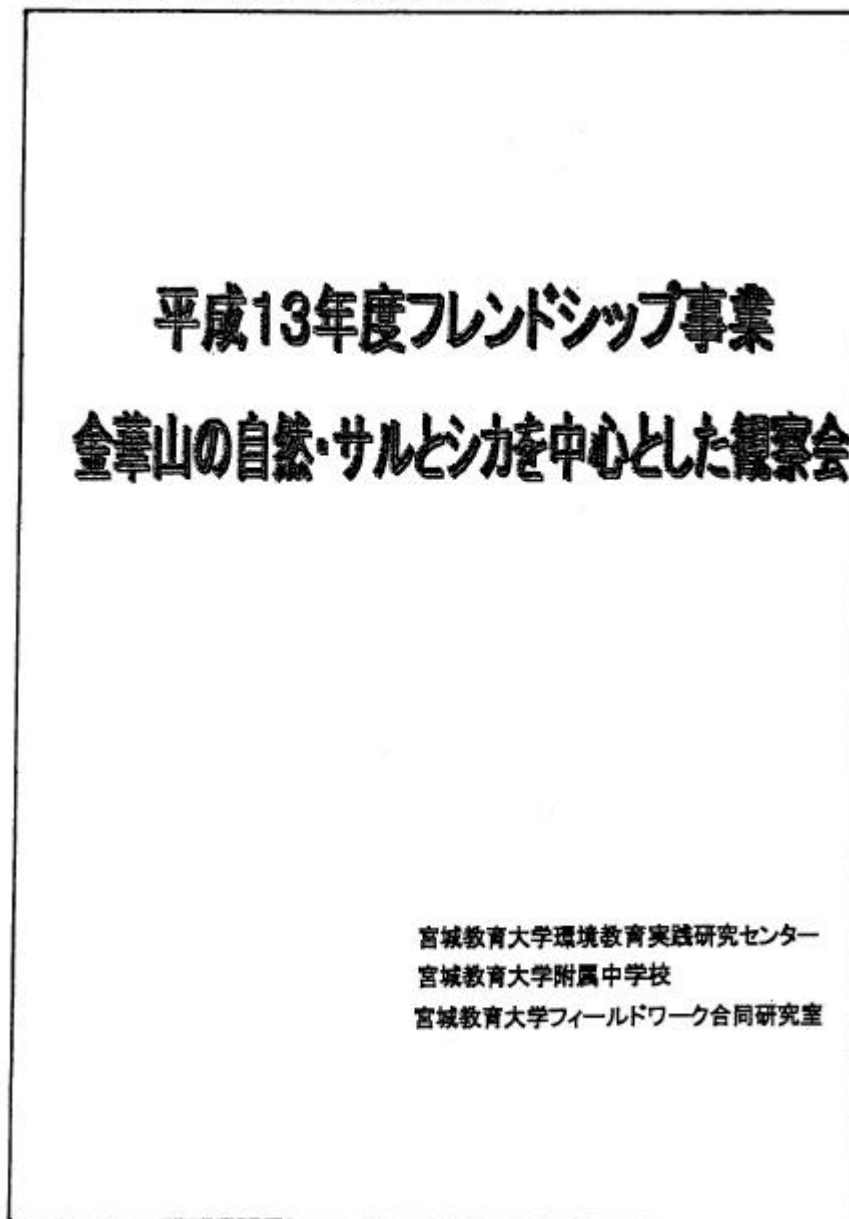 平成13年度フレンドシップ事業
金華山の自然・サルとシカを中心とした観察会
宮城教育大学環境教育実践研究センター
宮城教育大学附属中学校
宮城教育大学フィールドワーク合同研究室